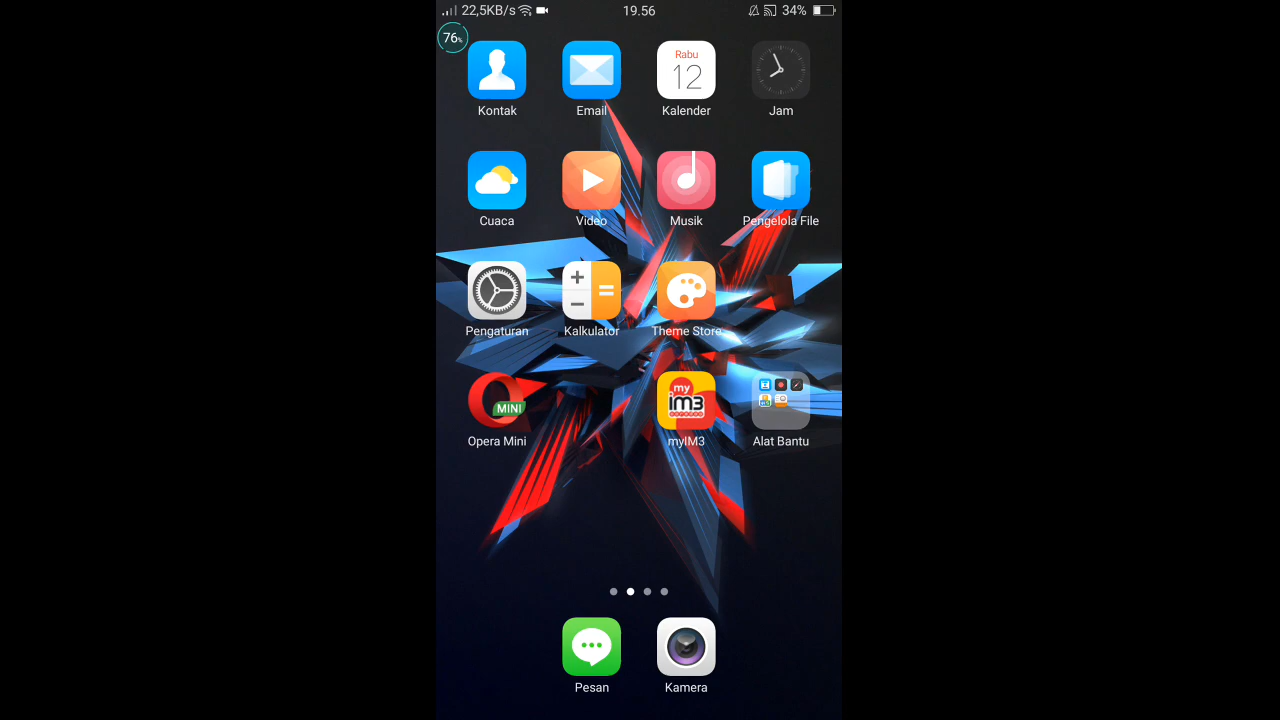 22,5KB/s 19.56 34%
76%
Rabu
12
Kontak Email Kalender Jam
Cuaca Video Musik Pengelola File
Pengaturan Kalkulator Theme Store
MINI
my
im3
Opera Mini myIM3 Alat Bantu
Pesan Kamera